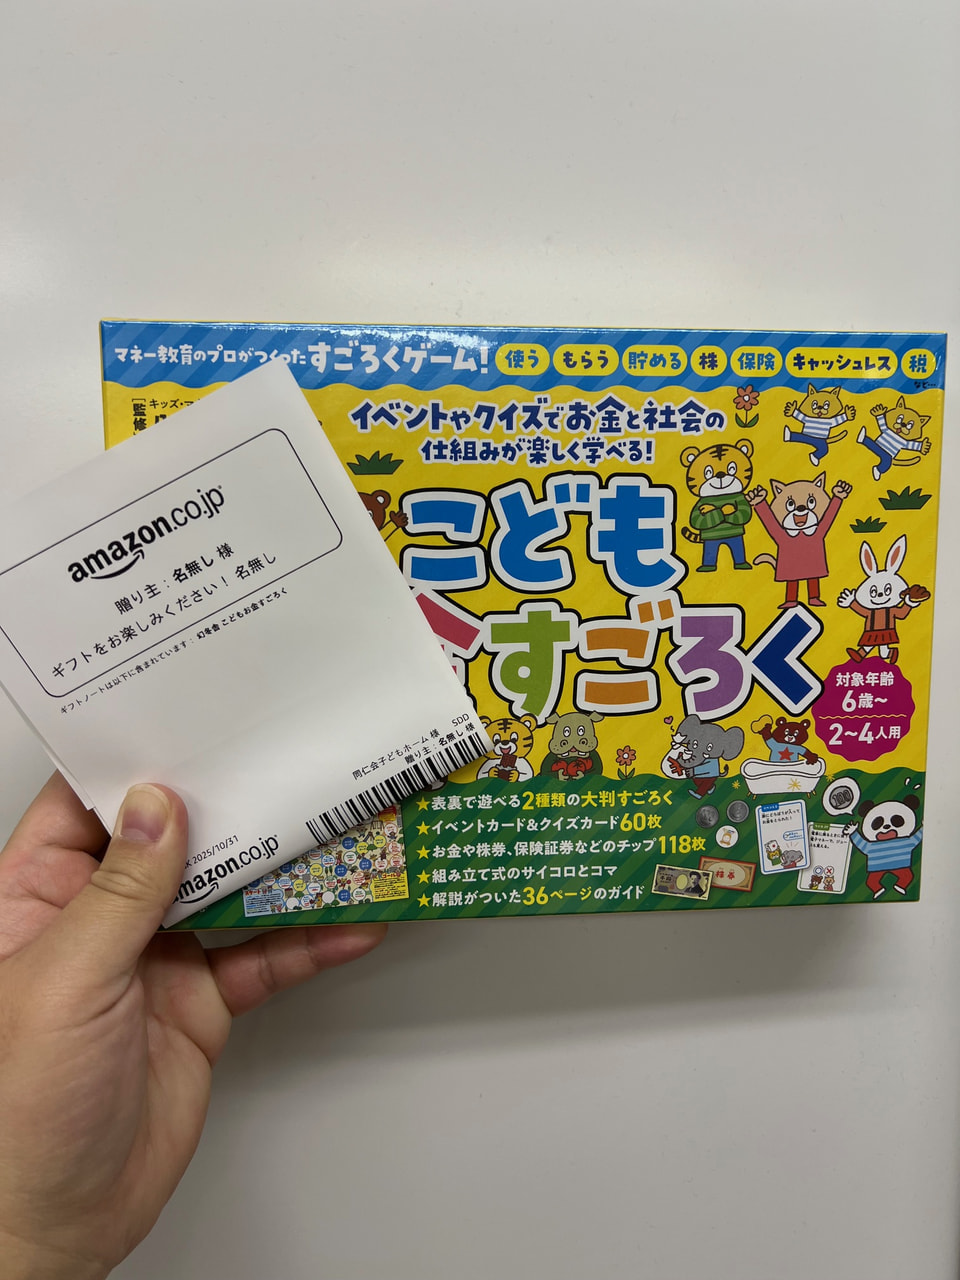 マネー教育のプロがつくったすごろくゲーム!
使う もらう 貯める 株 保険 キャッシュレス 税
など…
[監修
キッズ・マ
イベントやクイズでお金と社会の
仕組みが楽しく学べる!
こども
すごろく
対象年齢
6歳~
2~4人用
★表裏で遊べる2種類の大判すごろく
★イベントカード&クイズカード60枚
★お金や株券、保険証券などのチップ118枚
★組み立て式のサイコロとコマ
★解説がついた36ページのガイド
株券
100
amazon.co.jp
贈り主:名無し 様
ギフトをお楽しみください! 名無し
ギフトノートは以下に含まれています:幻冬舎 こどもお金すごろく
SDD
同仁会子どもホーム 様
贈り主:名無し 様
2025/10/31
amazon.co.jp